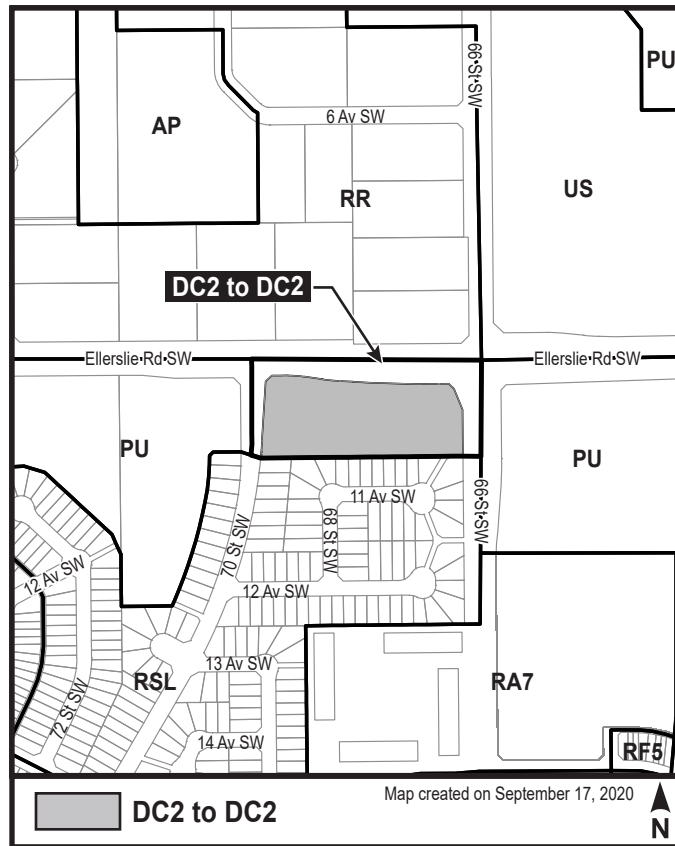 PU
66 St SW
AP
6 Av SW
US
RR
DC2 to DC2
Ellerslie Rd SW
Ellerslie Rd SW
PU
PU
11 Av SW
66 St SW
68 St SW
70 St SW
12 Av SW
12 Av SW
13 Av SW
RSL
RA7
72 St SW
14 Av SW
RF5
DC2 to DC2
Map created on September 17, 2020
N